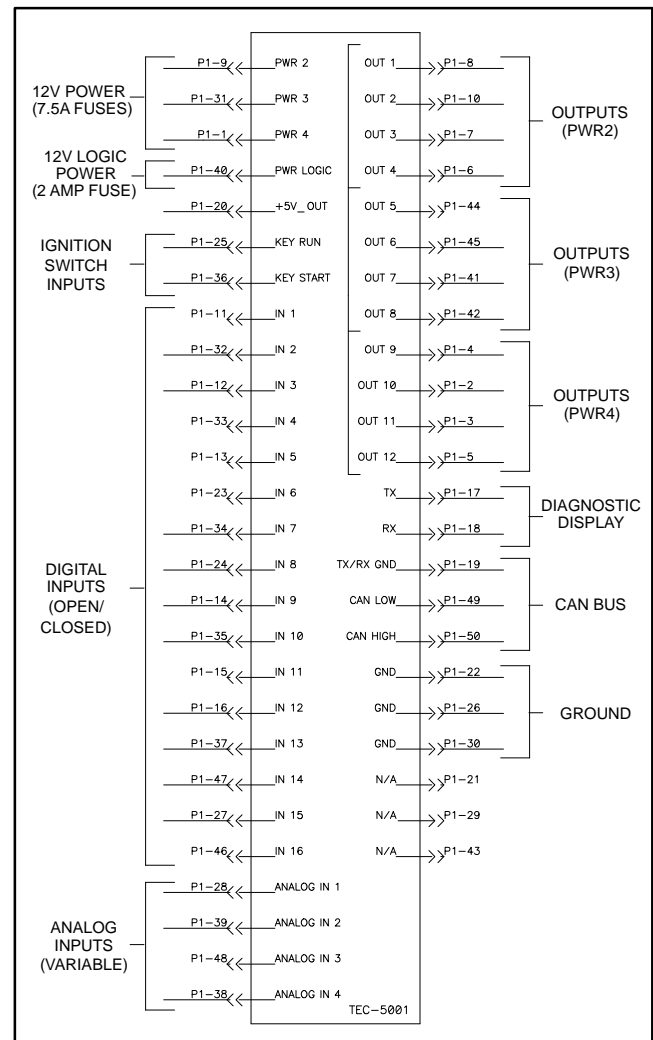 12V POWER
(7.5A FUSES)
P1-9 PWR 2 OUT 1 P1-8
P1-31 PWR 3 OUT 2 P1-10
P1-1 PWR 4 OUT 3 P1-7
OUTPUTS
(PWR2)
12V LOGIC
POWER
(2 AMP FUSE)
P1-40 PWR LOGIC OUT 4 P1-6
P1-20 +5V_OUT OUT 5 P1-44
IGNITION
SWITCH
INPUTS
P1-25 KEY RUN OUT 6 P1-45
P1-36 KEY START OUT 7 P1-41
OUTPUTS
(PWR3)
P1-11 IN 1 OUT 8 P1-42
P1-32 IN 2 OUT 9 P1-4
P1-12 IN 3 OUT 10 P1-2
P1-33 IN 4 OUT 11 P1-3
OUTPUTS
(PWR4)
P1-13 IN 5 OUT 12 P1-5
P1-23 IN 6 TX P1-17
P1-34 IN 7 RX P1-18
DIAGNOSTIC
DISPLAY
DIGITAL
INPUTS
(OPEN/
CLOSED)
P1-24 IN 8 TX/RX GND P1-19
P1-14 IN 9 CAN LOW P1-49
P1-35 IN 10 CAN HIGH P1-50
CAN BUS
P1-15 IN 11 GND P1-22
P1-16 IN 12 GND P1-26
P1-37 IN 13 GND P1-30
GROUND
P1-47 IN 14 N/A P1-21
P1-27 IN 15 N/A P1-29
P1-46 IN 16 N/A P1-43
ANALOG
INPUTS
(VARIABLE)
P1-28 ANALOG IN 1
P1-39 ANALOG IN 2
P1-48 ANALOG IN 3
P1-38 ANALOG IN 4
TEC-5001